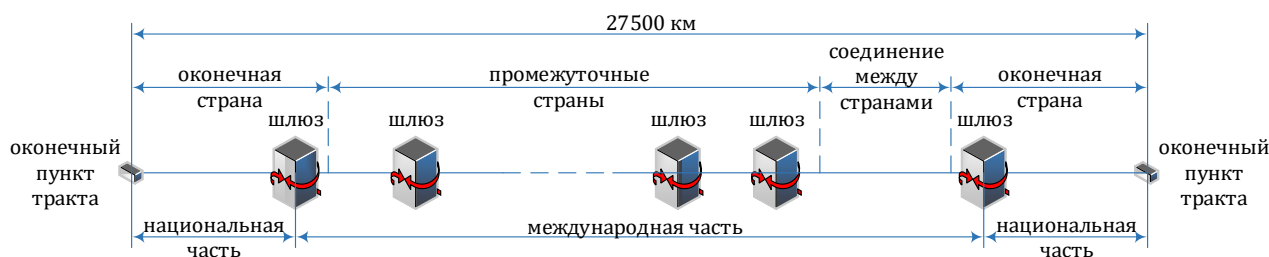 27500 км
оконечная
страна
промежуточные
страны
соединение
между
странами
оконечная
страна
шлюз
шлюз
шлюз
шлюз
шлюз
оконечный
пункт
тракта
оконечный
пункт
тракта
национальная
часть
международная часть
национальная
часть